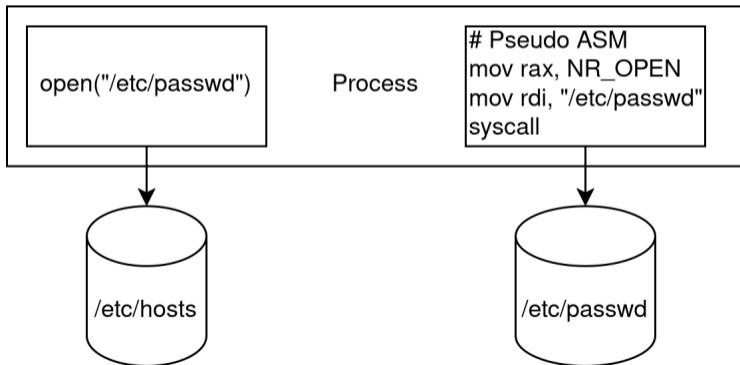 open("/etc/passwd")
Process
# Pseudo ASM
mov rax, NR_OPEN
mov rdi, "/etc/passwd"
syscall
/etc/hosts
/etc/passwd